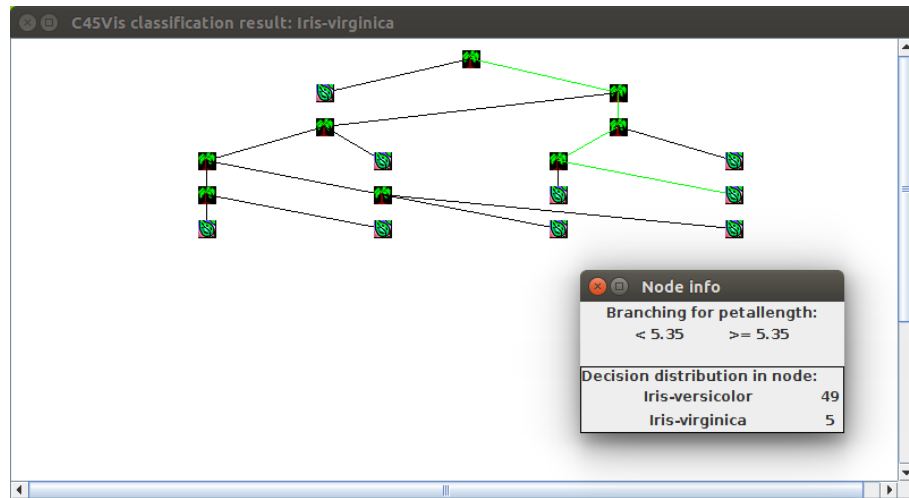 C45Vis classification result: Iris-virginica
Node info
Branching for petallength:
< 5.35 >= 5.35
Decision distribution in node:
Iris-versicolor 49
Iris-virginica 5